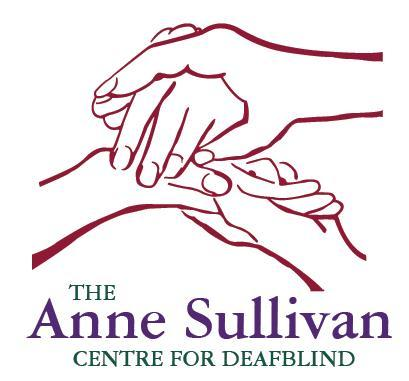 THE
Anne Sullivan
CENTRE FOR DEAFBLIND